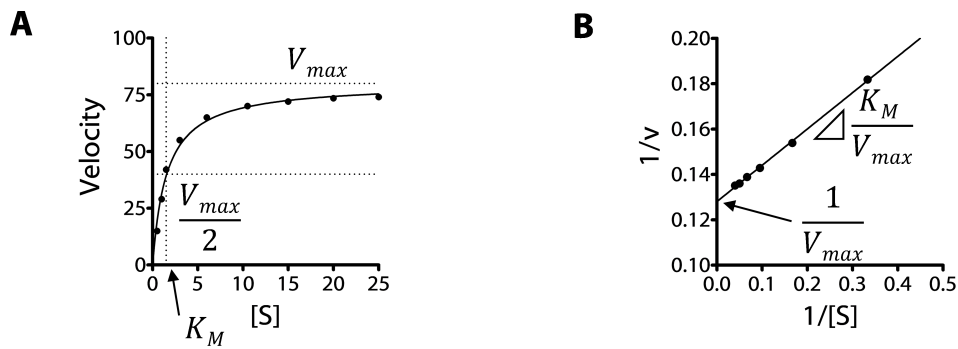 A
Velocity
100
75
50
25
0
0 5 10 15 20 25
[S]
V_max
V_max
2
K_M
B
1/v
0.20
0.18
0.16
0.14
0.12
0.10
0.0 0.1 0.2 0.3 0.4 0.5
1/[S]
K_M
V_max
1
V_max